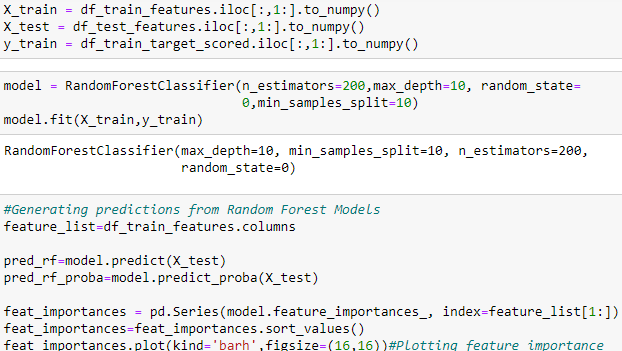 X_train = df_train_features.iloc[:,1:].to_numpy()
X_test = df_test_features.iloc[:,1:].to_numpy()
y_train = df_train_target_scored.iloc[:,1:].to_numpy()
model = RandomForestClassifier(n_estimators=200,max_depth=10, random_state=
0,min_samples_split=10)
model.fit(X_train,y_train)
RandomForestClassifier(max_depth=10, min_samples_split=10, n_estimators=200,
random_state=0)
#Generating predictions from Random Forest Models
feature_list=df_train_features.columns
pred_rf=model.predict(X_test)
pred_rf_proba=model.predict_proba(X_test)
feat_importances = pd.Series(model.feature_importances_, index=feature_list[1:])
feat_importances=feat_importances.sort_values()
feat_importances.plot(kind='barh',figsize=(16,16))#Plotting feature importance